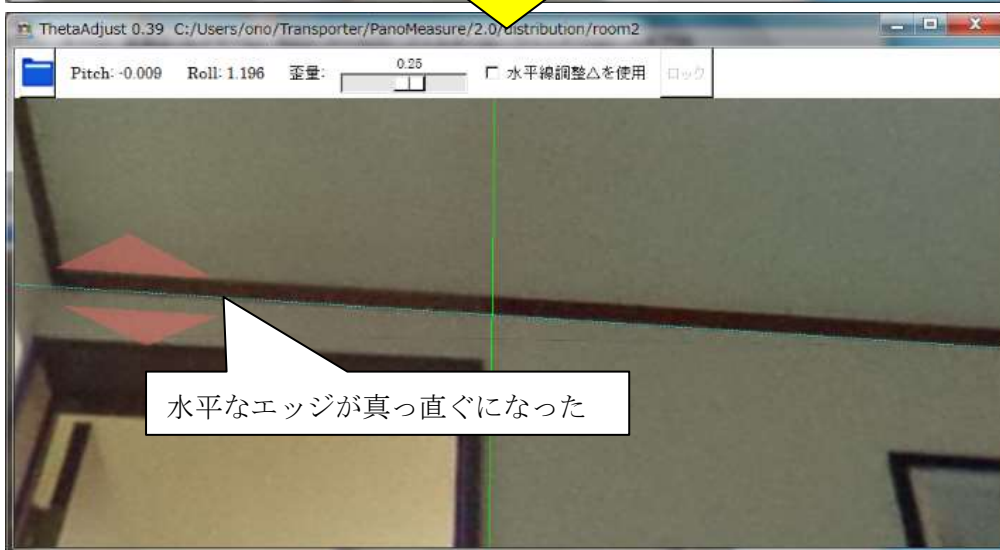 ThetaAdjust 0.39 C:/Users/ono/Transporter/PanoMeasure/2.0/distribution/room2
Pitch: -0.009 Roll: 1.196 歪量: 0.25 水平線調整△を使用 ロック
水平なエッジが真っ直ぐになった